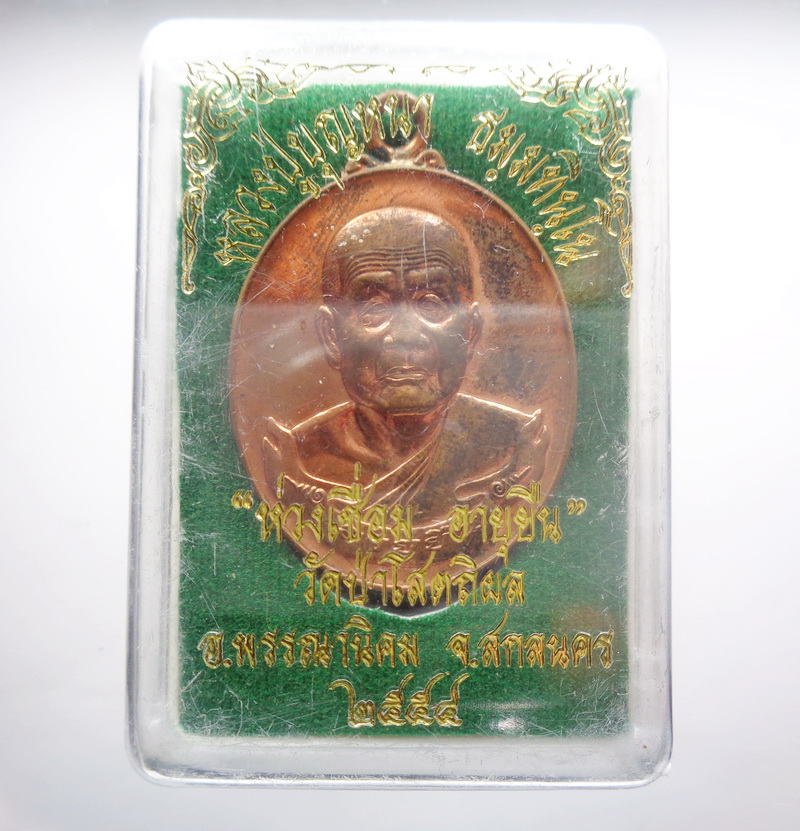 หลวงปู่บุญหนา ธมฺมทินฺโน
“ห่วงเชื่อม อายุยืน”
วัดป่าโสตถิผล
อ.พรรณานิคม จ.สกลนคร
๒๕๕๔